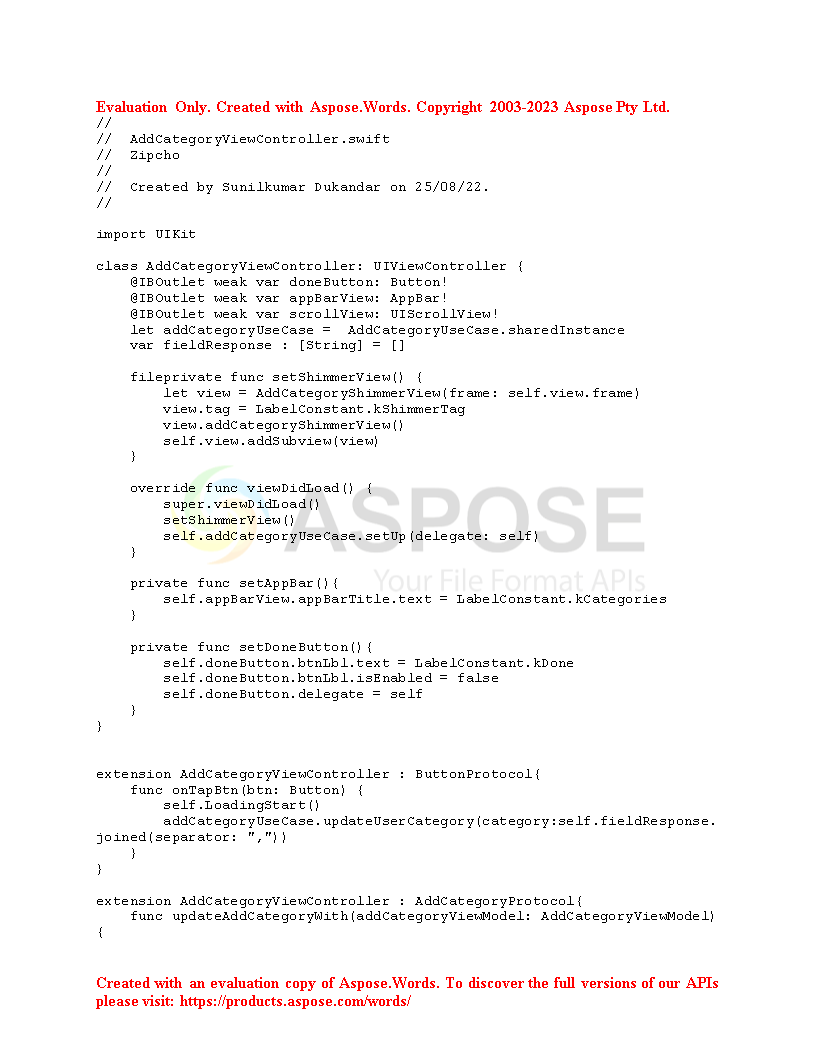 Evaluation Only. Created with Aspose.Words. Copyright 2003-2023 Aspose Pty Ltd.
//
//  AddCategoryViewController.swift
//  Zipcho
//
//  Created by Sunilkumar Dukandar on 25/08/22.
//
import UIKit
class AddCategoryViewController: UIViewController {
    @IBOutlet weak var doneButton: Button!
    @IBOutlet weak var appBarView: AppBar!
    @IBOutlet weak var scrollView: UIScrollView!
    let addCategoryUseCase =  AddCategoryUseCase.sharedInstance
    var fieldResponse : [String] = []
    fileprivate func setShimmerView() {
        let view = AddCategoryShimmerView(frame: self.view.frame)
        view.tag = LabelConstant.kShimmerTag
        view.addCategoryShimmerView()
        self.view.addSubview(view)
    }
    override func viewDidLoad() {
        super.viewDidLoad()
        setShimmerView()
        self.addCategoryUseCase.setUp(delegate: self)
    }
ASPOSE
Your File Format APIs
    private func setAppBar(){
        self.appBarView.appBarTitle.text = LabelConstant.kCategories
    }
    private func setDoneButton(){
        self.doneButton.btnLbl.text = LabelConstant.kDone
        self.doneButton.btnLbl.isEnabled = false
        self.doneButton.delegate = self
    }
}
extension AddCategoryViewController : ButtonProtocol{
    func onTapBtn(btn: Button) {
        self.LoadingStart()
        addCategoryUseCase.updateUserCategory(category:self.fieldResponse.
joined(separator: ","))
    }
}
extension AddCategoryViewController : AddCategoryProtocol{
    func updateAddCategoryWith(addCategoryViewModel: AddCategoryViewModel)
{
Created with an evaluation copy of Aspose.Words. To discover the full versions of our APIs
please visit: https://products.aspose.com/words/